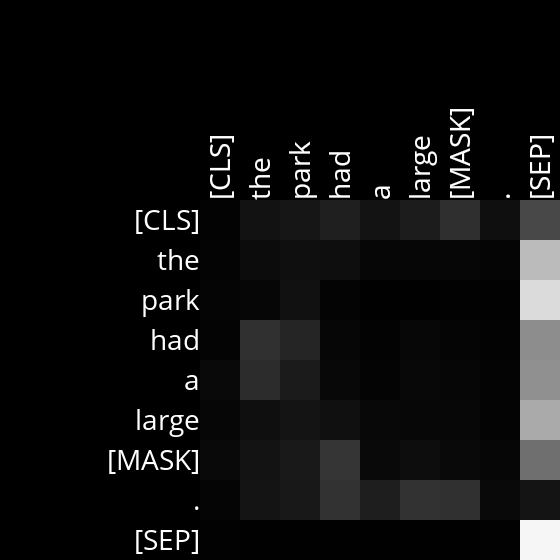 [CLS] the park had a large [MASK] . [SEP]
[CLS]
the
park
had
a
large
[MASK]
.
[SEP]